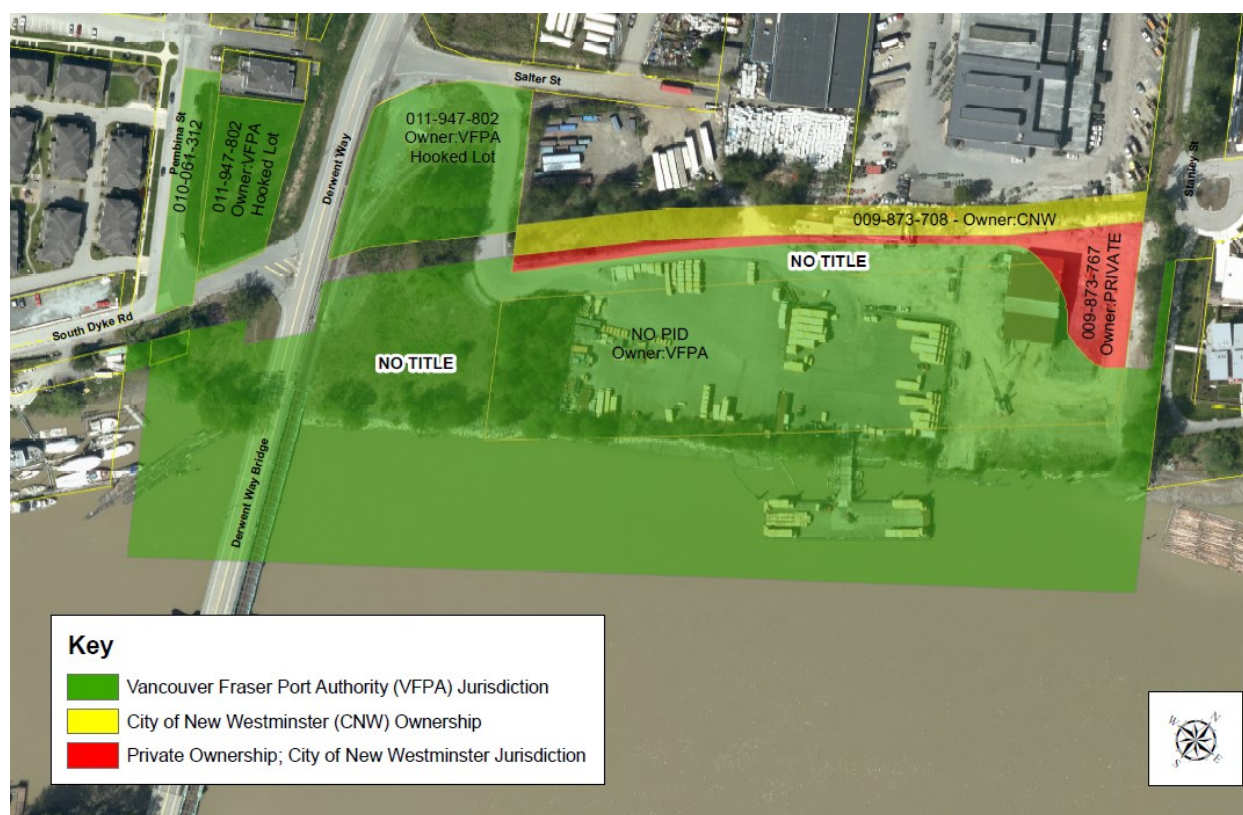 Salter St
Pembina St
010-061-312
011-947-802
Owner:VFPA
Hooked Lot
Derwent Way
011-947-802
Owner:VFPA
Hooked Lot
Stanley St
009-873-708 - Owner:CNW
009-873-767
Owner:PRIVATE
NO TITLE
South Dyke Rd
NO TITLE
NO PID
Owner:VFPA
Derwent Way Bridge
Key
Vancouver Fraser Port Authority (VFPA) Jurisdiction
City of New Westminster (CNW) Ownership
Private Ownership; City of New Westminster Jurisdiction
W N
S E